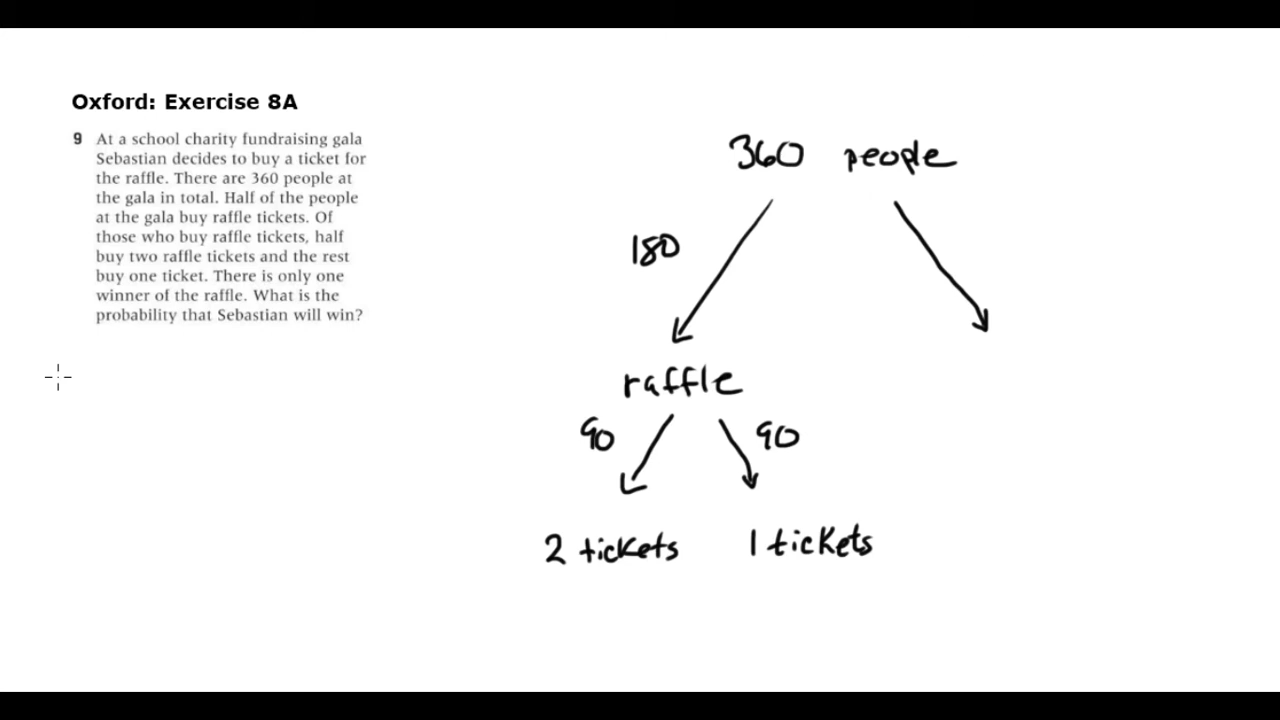 Oxford: Exercise 8A
9 At a school charity fundraising gala
Sebastian decides to buy a ticket for
the raffle. There are 360 people at
the gala in total. Half of the people
at the gala buy raffle tickets. Of
those who buy raffle tickets, half
buy two raffle tickets and the rest
buy one ticket. There is only one
winner of the raffle. What is the
probability that Sebastian will win?
360 people
180
raffle
90 90
2 tickets 1 tickets